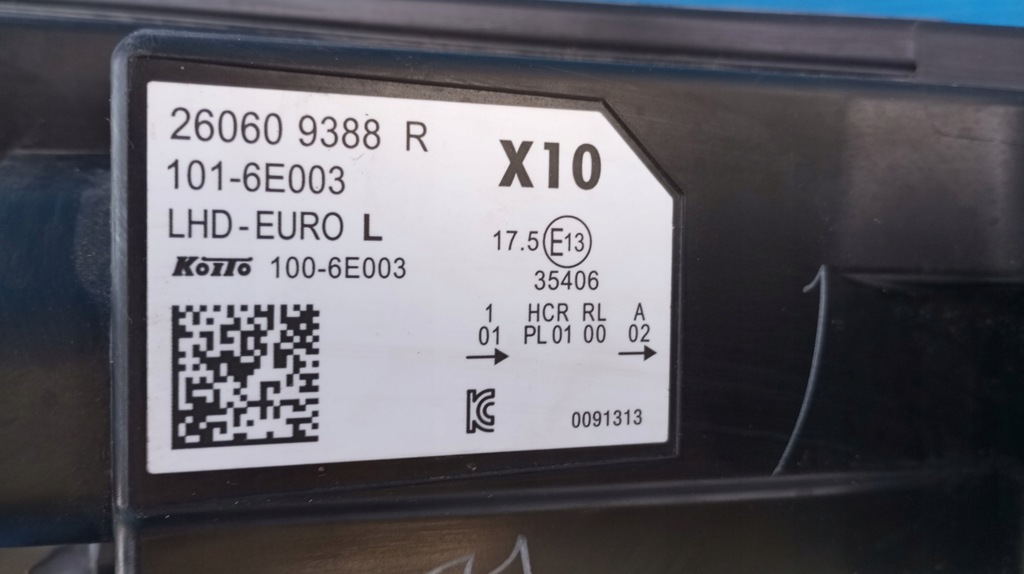 26060 9388 R
101-6E003
LHD-EURO L
KOITO 100-6E003
X10
17.5 E13
35406
1 HCR RL A
01 PL 01 00 02
0091313